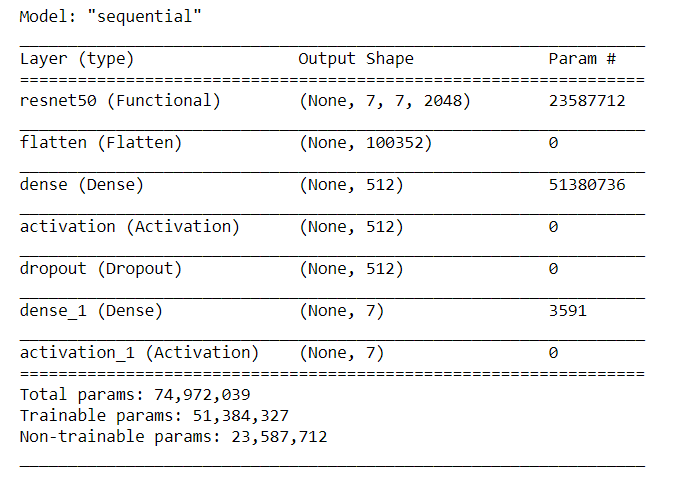 Model: "sequential"
Layer (type) Output Shape Param #
resnet50 (Functional) (None, 7, 7, 2048) 23587712
flatten (Flatten) (None, 100352) 0
dense (Dense) (None, 512) 51380736
activation (Activation) (None, 512) 0
dropout (Dropout) (None, 512) 0
dense_1 (Dense) (None, 7) 3591
activation_1 (Activation) (None, 7) 0
Total params: 74,972,039
Trainable params: 51,384,327
Non-trainable params: 23,587,712